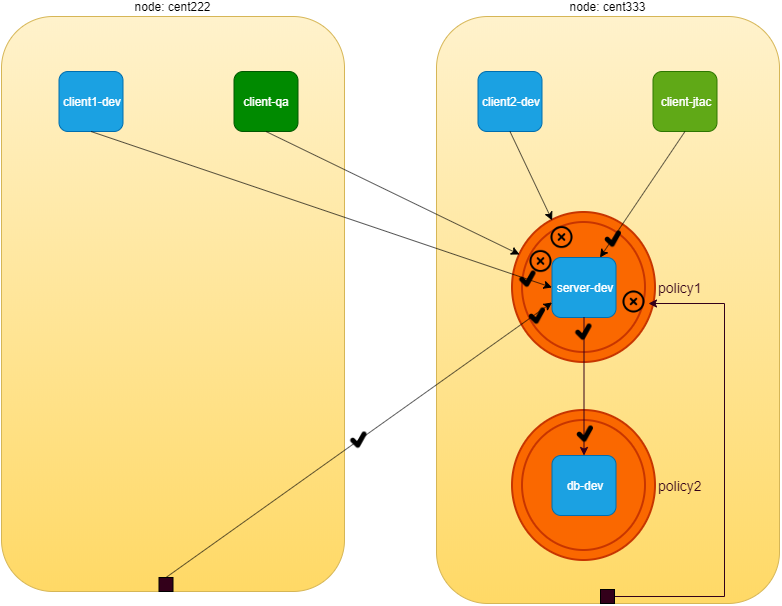 node: cent222
node: cent333
client1-dev
client-qa
client2-dev
client-jtac
server-dev
policy1
db-dev
policy2